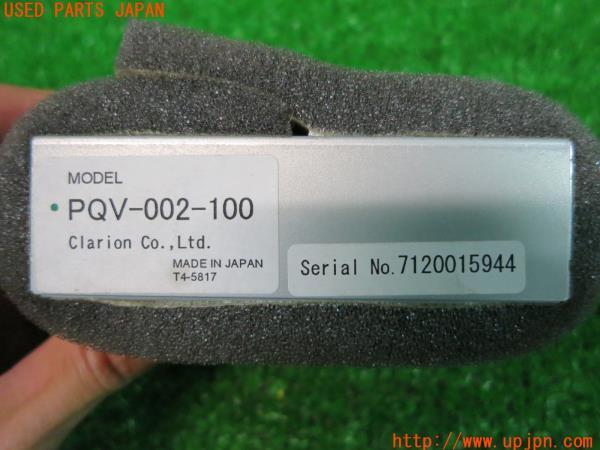 USED PARTS JAPAN
MODEL
PQV-002-100
Clarion Co.,Ltd.
MADE IN JAPAN
T4-5817
Serial No.7120015944
http://www.upjpn.com/